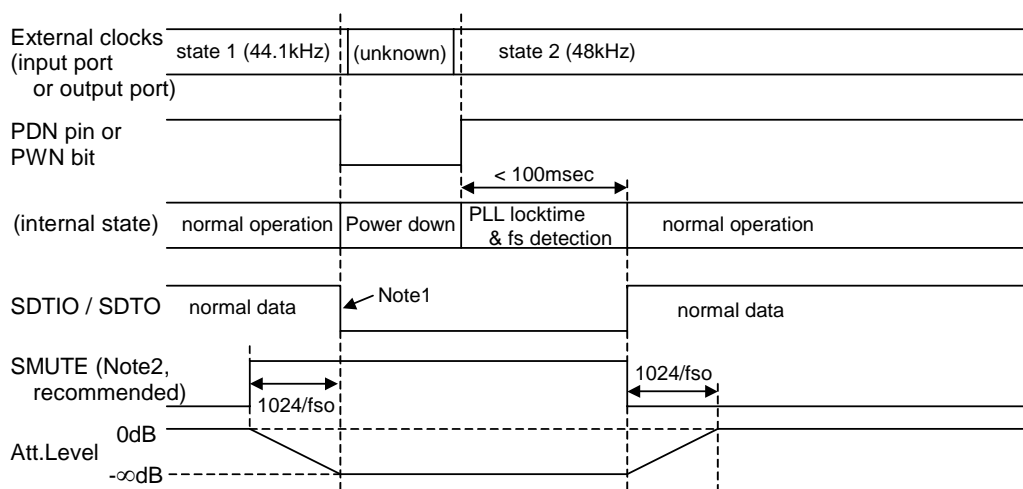 External clocks
(input port
or output port)
state 1 (44.1kHz)
(unknown)
state 2 (48kHz)
PDN pin or
PWN bit
< 100msec
(internal state)
normal operation
Power down
PLL locktime
& fs detection
normal operation
SDTIO / SDTO
normal data
Note1
normal data
SMUTE (Note2,
recommended)
1024/fso
1024/fso
Att.Level
0dB
-∞dB